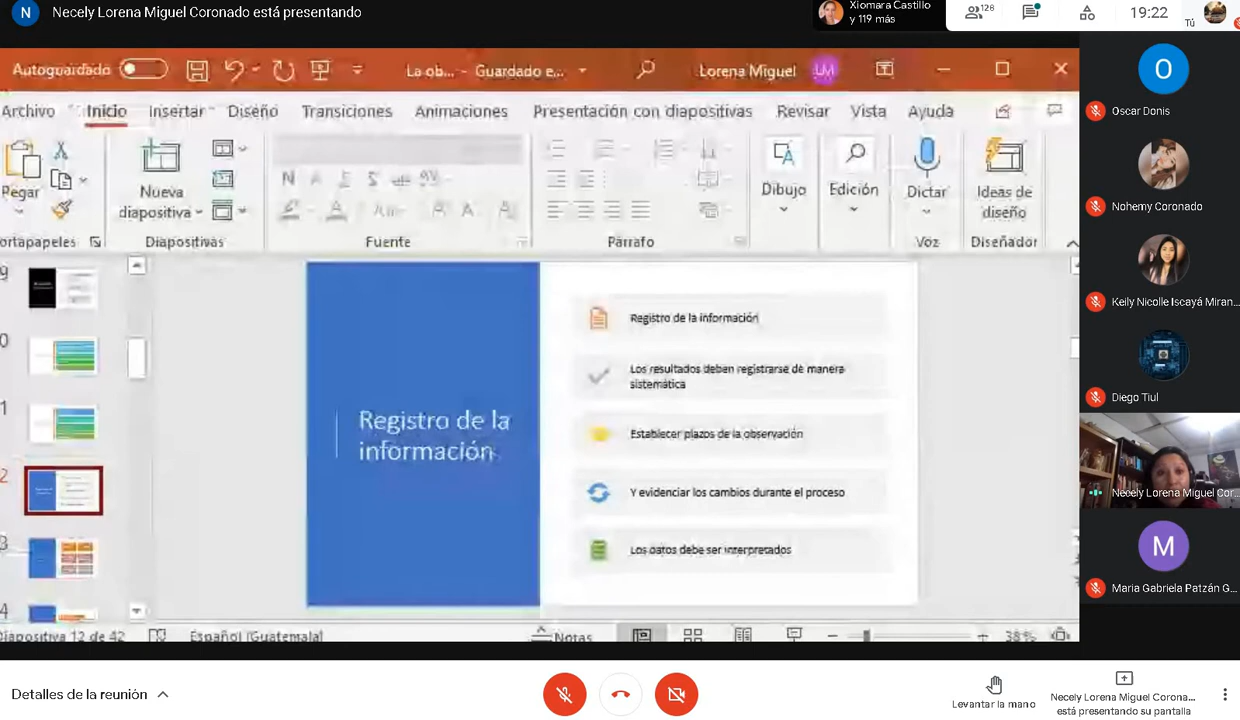 N
Necely Lorena Miguel Coronado está presentando
Xiomara Castillo
y 119 más
126
19:22
Tú
Autoguardado
La ob... - Guardado e...
Lorena Miguel
LM
Archivo
Inicio
Insertar
Diseño
Transiciones
Animaciones
Presentación con diapositivas
Revisar
Vista
Ayuda
Pegar
Nueva
diapositiva
Dibujo
Edición
Dictar
Ideas de
diseño
ortapapeles
Diapositivas
Fuente
Párrafo
Voz
Diseñador
9
0
1
2
3
4
Registro de la
información
Registro de la información
Los resultados deben registrarse de manera
sistemática
Establecer plazos de la observación
Y evidenciar los cambios durante el proceso
Los datos debe ser interpretados
Diapositiva 12 de 42
Español (Guatemala)
Notas
38%
O
Oscar Donis
Nohemy Coronado
Keily Nicolle Iscayá Miran...
Diego Tiul
Necely Lorena Miguel Cor...
M
Maria Gabriela Patzán G...
Detalles de la reunión
Levantar la mano
Necely Lorena Miguel Corona...
está presentando su pantalla